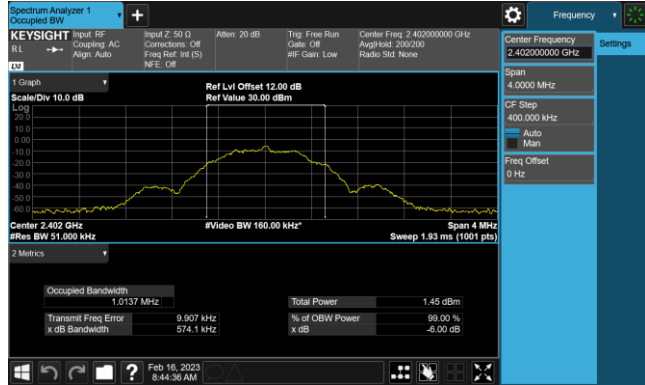 Spectrum Analyzer 1
Occupied BW
Frequency
KEYSIGHT
RL
LXI
Input: RF
Coupling: AC
Align: Auto
Input Z: 50 Ω
Corrections: Off
Freq Ref: Int (S)
NFE: Off
Atten: 20 dB
Trig: Free Run
Gate: Off
#IF Gain: Low
Center Freq: 2.402000000 GHz
Avg|Hold: 200/200
Radio Std: None
Center Frequency
2.402000000 GHz
Settings
Span
4.0000 MHz
CF Step
400.000 kHz
Auto
Man
Freq Offset
0 Hz
1 Graph
Scale/Div 10.0 dB
Ref Lvl Offset 12.00 dB
Ref Value 30.00 dBm
Log
20.0
10.0
0.00
-10.0
-20.0
-30.0
-40.0
-50.0
-60.0
Center 2.402 GHz
#Video BW 160.00 kHz*
Span 4 MHz
#Res BW 51.000 kHz
Sweep 1.93 ms (1001 pts)
2 Metrics
Occupied Bandwidth
1.0137 MHz
Total Power 1.45 dBm
Transmit Freq Error 9.907 kHz
% of OBW Power 99.00 %
x dB Bandwidth 574.1 kHz
x dB -6.00 dB
?
Feb 16, 2023
8:44:36 AM